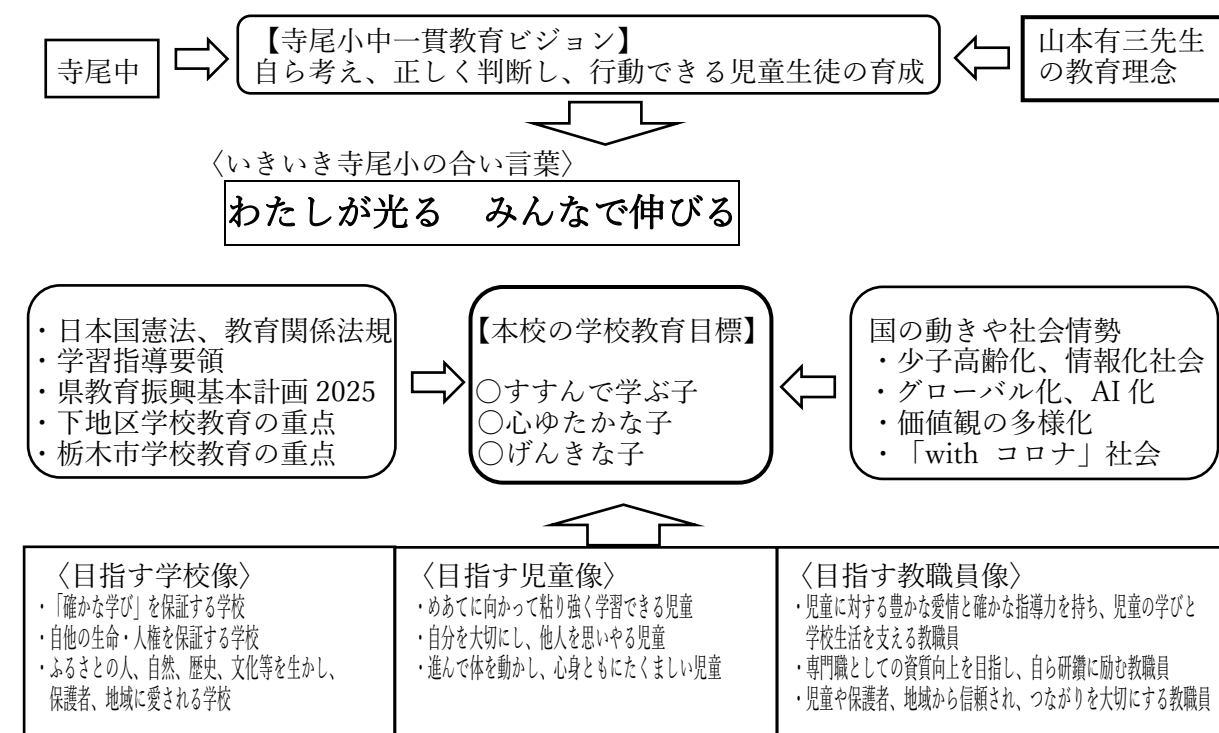 寺尾中
【寺尾小中一貫教育ビジョン】
自ら考え、正しく判断し、行動できる児童生徒の育成
山本有三先生
の教育理念
〈いきいき寺尾小の合い言葉〉
わたしが光る　みんなで伸びる
・日本国憲法、教育関係法規
・学習指導要領
・県教育振興基本計画 2025
・下地区学校教育の重点
・栃木市学校教育の重点
【本校の学校教育目標】
○すすんで学ぶ子
○心ゆたかな子
○げんきな子
国の動きや社会情勢
・少子高齢化、情報化社会
・グローバル化、AI 化
・価値観の多様化
・「with コロナ」社会
〈目指す学校像〉
・「確かな学び」を保証する学校
・自他の生命・人権を保証する学校
・ふるさとの人、自然、歴史、文化等を生かし、
保護者、地域に愛される学校
〈目指す児童像〉
・めあてに向かって粘り強く学習できる児童
・自分を大切にし、他人を思いやる児童
・進んで体を動かし、心身ともにたくましい児童
〈目指す教職員像〉
・児童に対する豊かな愛情と確かな指導力を持ち、児童の学びと
学校生活を支える教職員
・専門職としての資質向上を目指し、自ら研鑽に励む教職員
・児童や保護者、地域から信頼され、つながりを大切にする教職員